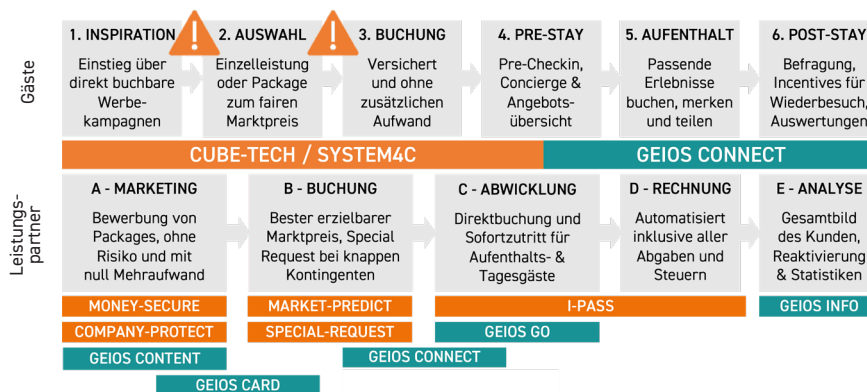 Gäste
1. INSPIRATION
Einstieg über
direkt buchbare
Werbe-
kampagnen
!
2. AUSWAHL
Einzelleistung
oder Package
zum fairen
Marktpreis
!
3. BUCHUNG
Versichert
und ohne
zusätzlichen
Aufwand
4. PRE-STAY
Pre-Checkin,
Concierge &
Angebots-
übersicht
5. AUFENTHALT
Passende
Erlebnisse
buchen, merken
und teilen
6. POST-STAY
Befragung,
Incentives für
Wiederbesuch,
Auswertungen
CUBE-TECH / SYSTEM4C
GEIOS CONNECT
Leistungs-
partner
A - MARKETING
Bewerbung von
Packages, ohne
Risiko und mit
null Mehraufwand
B - BUCHUNG
Bester erzielbarer
Marktpreis, Special
Request bei knappen
Kontingenten
C - ABWICKLUNG
Direktbuchung und
Sofortzutritt für
Aufenthalts- &
Tagesgäste
D - RECHNUNG
Automatisiert
inklusive aller
Abgaben und
Steuern
E - ANALYSE
Gesamtbild
des Kunden,
Reaktivierung
& Statistiken
MONEY-SECURE
MARKET-PREDICT
I-PASS
GEIOS INFO
COMPANY-PROTECT
SPECIAL-REQUEST
GEIOS GO
GEIOS CONTENT
GEIOS CONNECT
GEIOS CARD